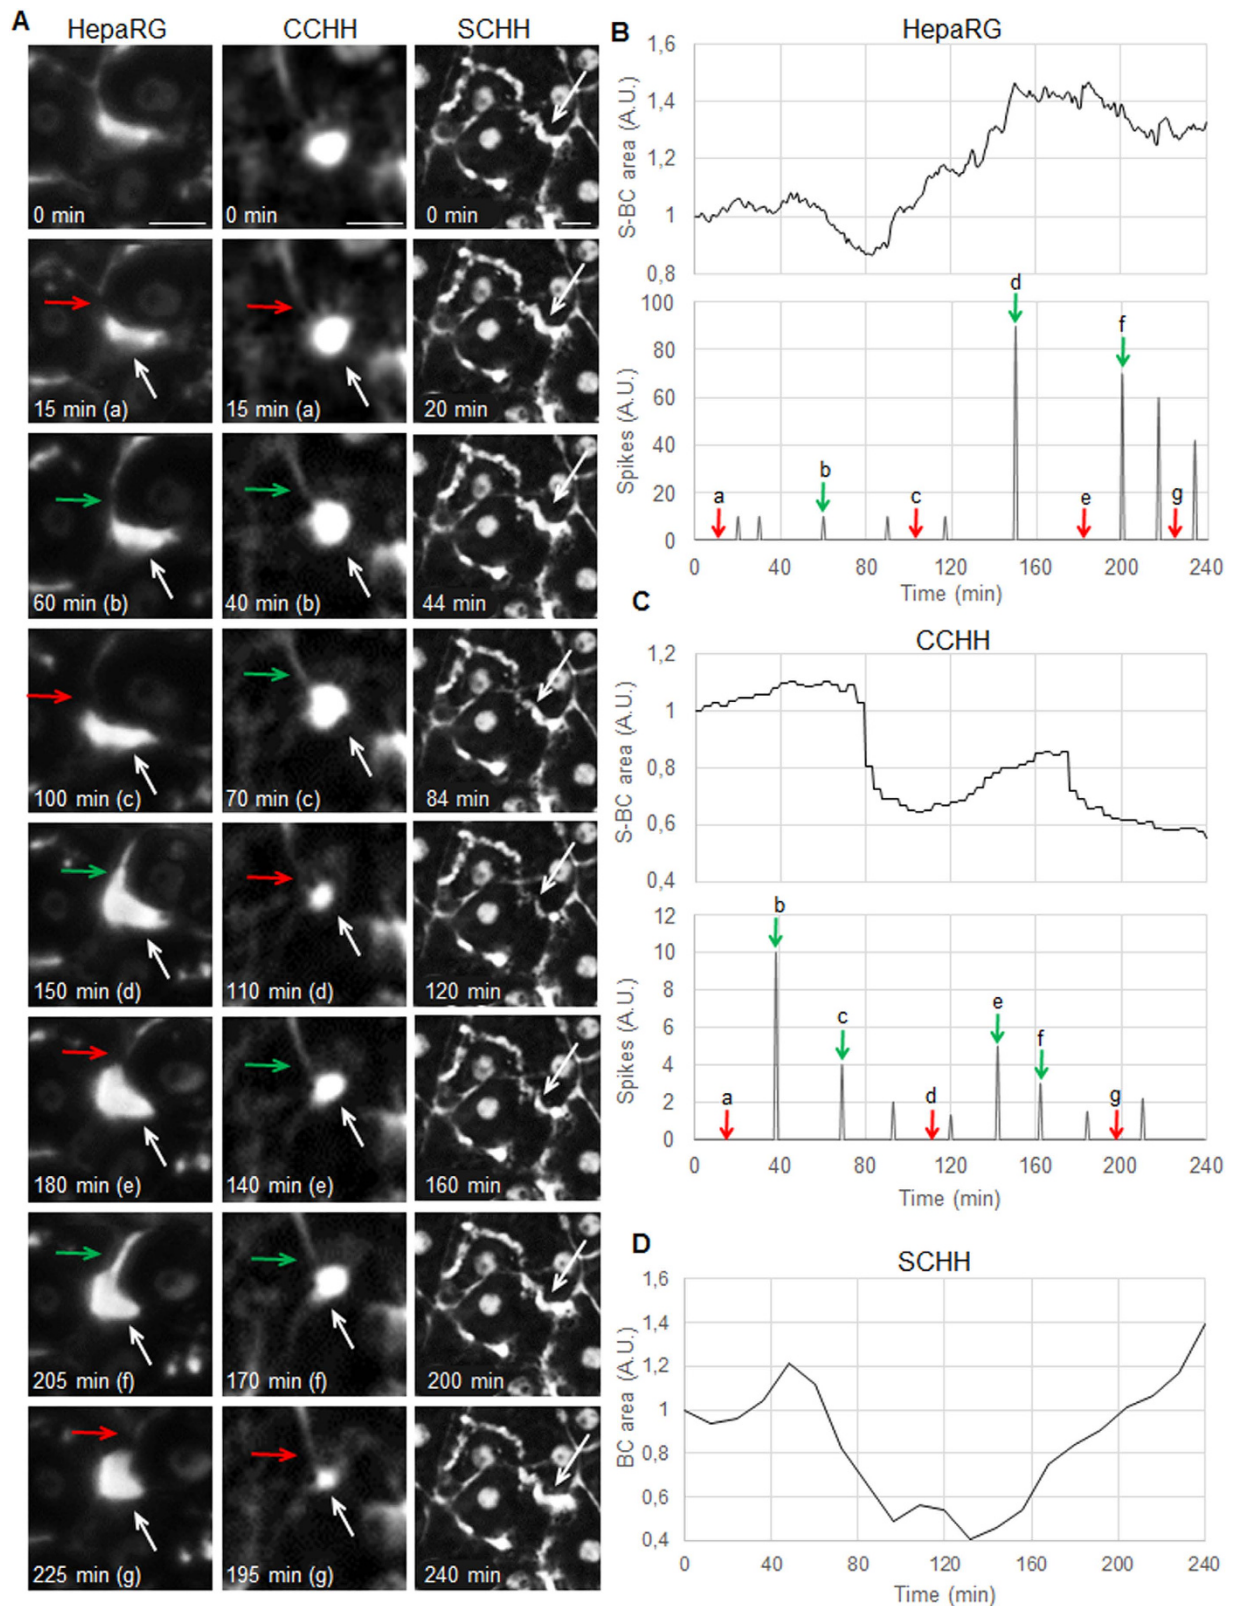 A
HepaRG CCHH SCHH
0 min 0 min 0 min
15 min (a) 15 min (a) 20 min
60 min (b) 40 min (b) 44 min
100 min (c) 70 min (c) 84 min
150 min (d) 110 min (d) 120 min
180 min (e) 140 min (e) 160 min
205 min (f) 170 min (f) 200 min
225 min (g) 195 min (g) 240 min
B
HepaRG
S-BC area (A.U.)
1,6
1,4
1,2
1
0,8
Spikes (A.U.)
100
80
60
40
20
0
a b c d e f g
0 40 80 120 160 200 240
Time (min)
C
CCHH
S-BC area (A.U.)
1,2
1
0,8
0,6
0,4
Spikes (A.U.)
12
10
8
6
4
2
0
a b c d e f g
0 40 80 120 160 200 240
Time (min)
D
SCHH
BC area (A.U.)
1,6
1,4
1,2
1
0,8
0,6
0,4
0 40 80 120 160 200 240
Time (min)